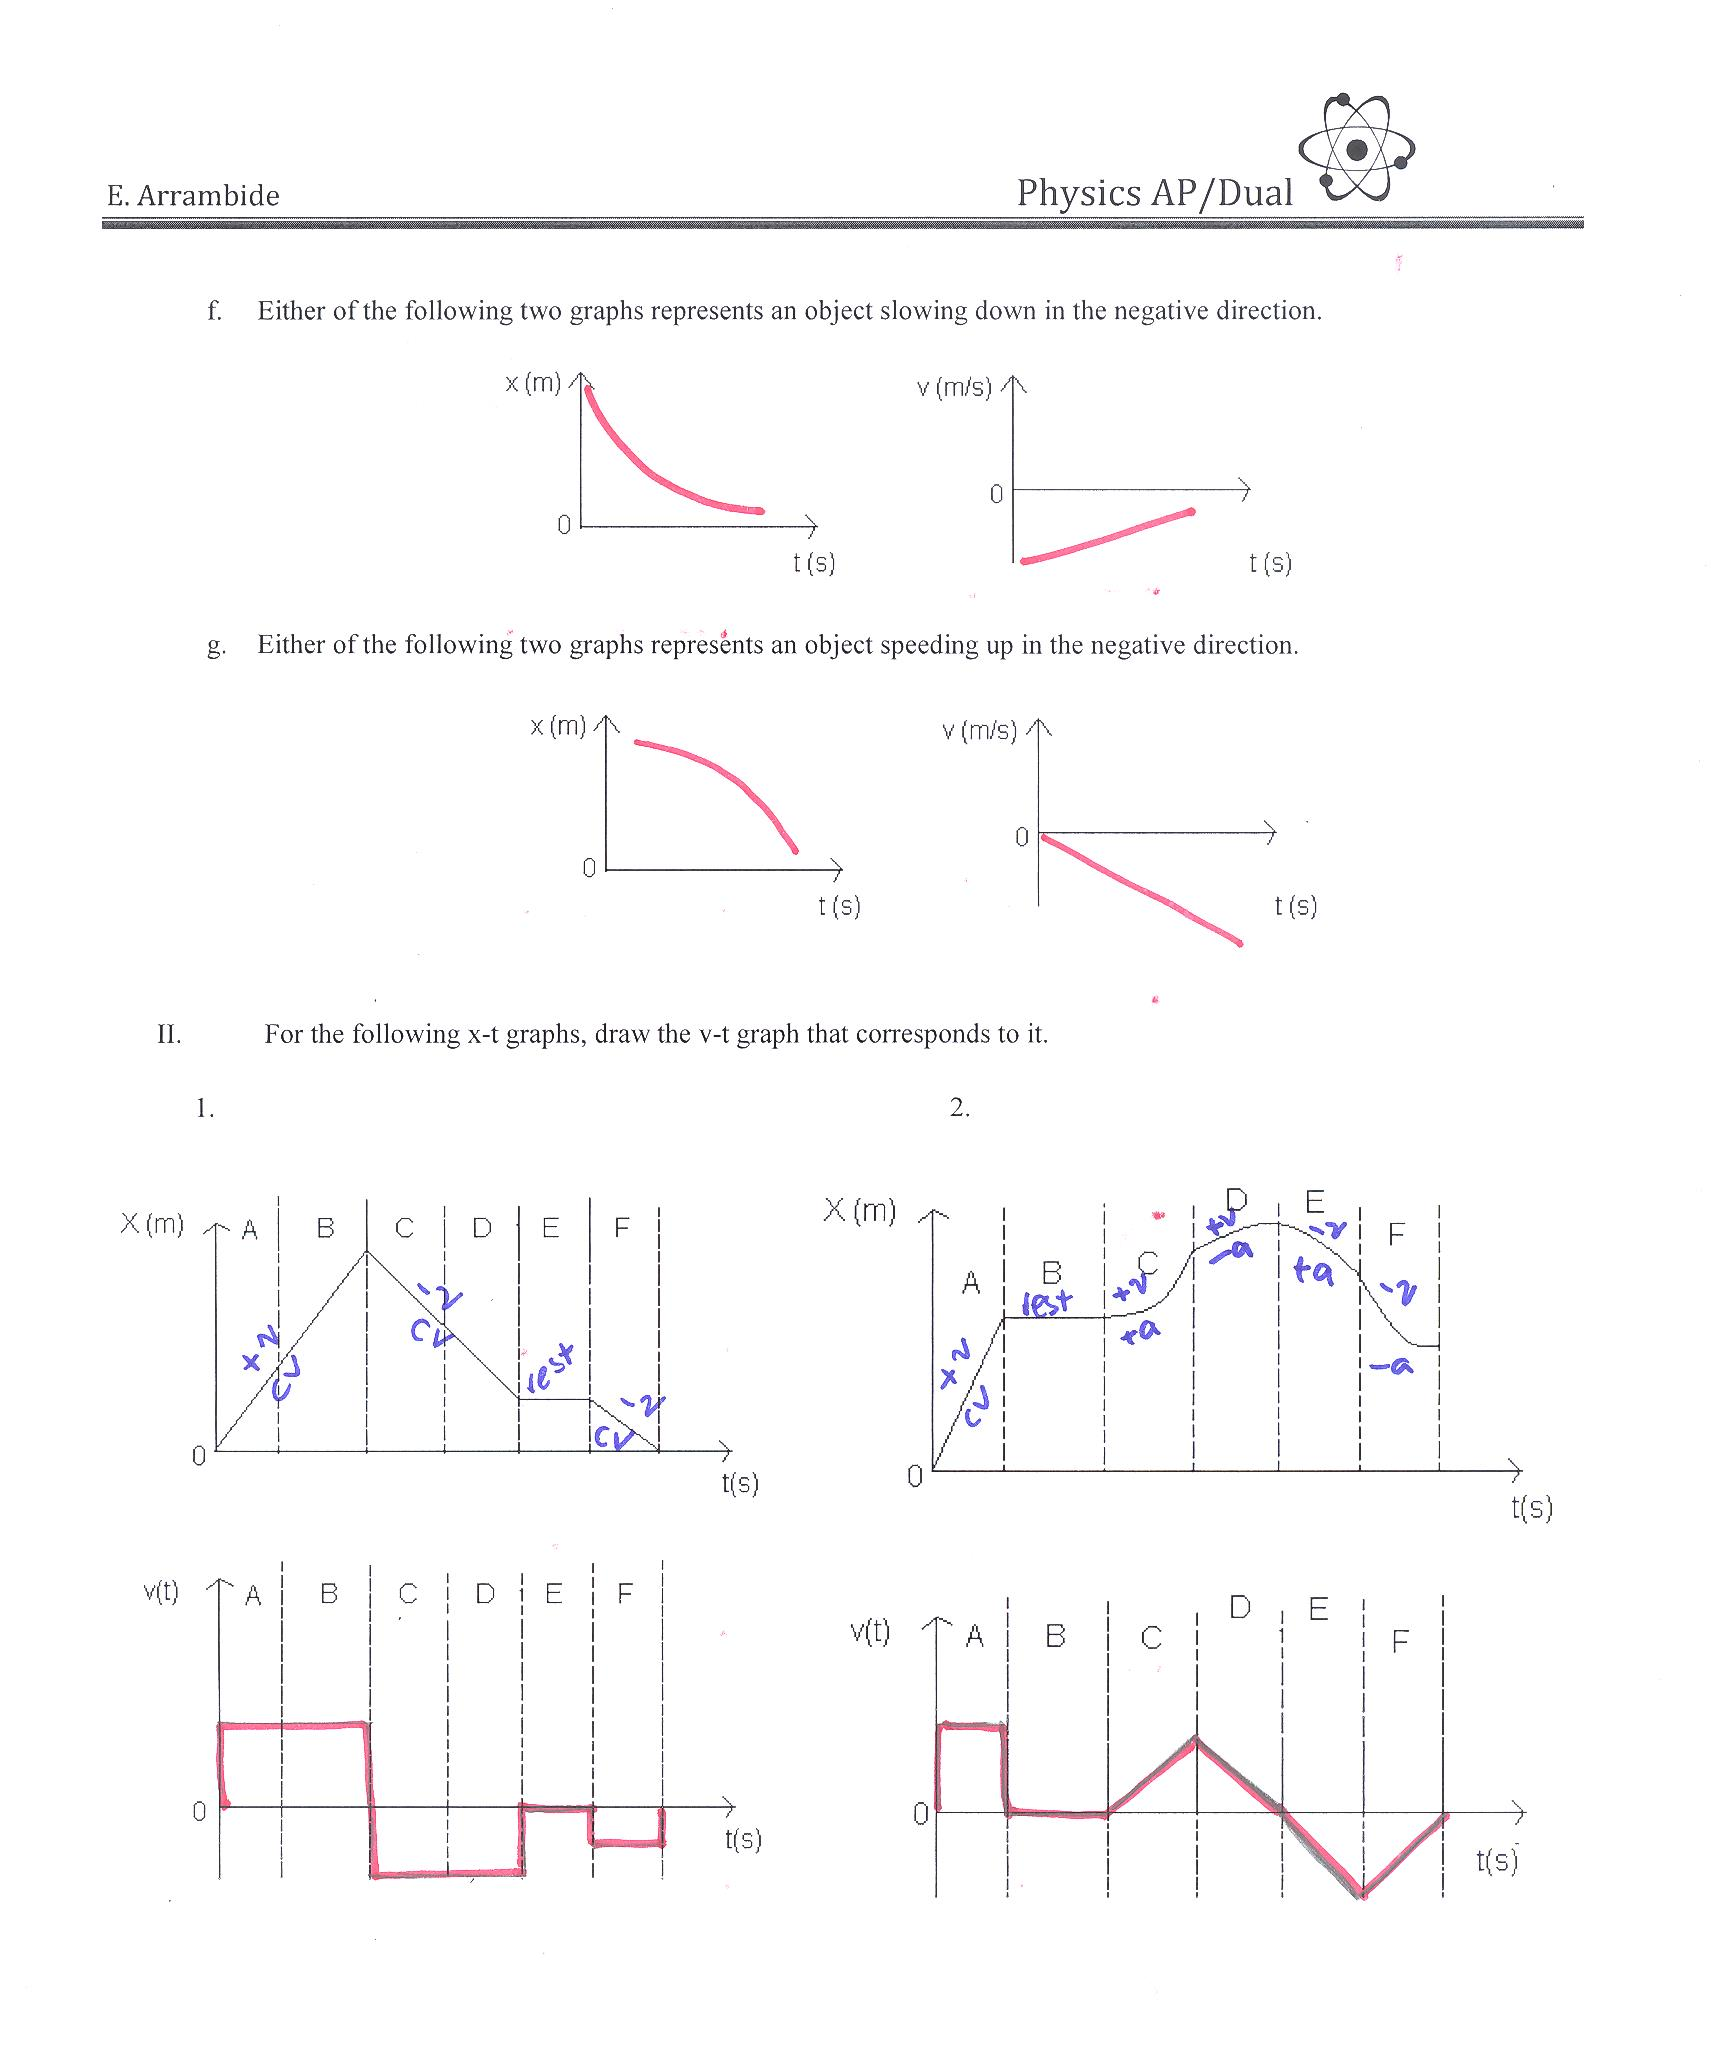 E. Arrambide
Physics AP/Dual
f. Either of the following two graphs represents an object slowing down in the negative direction.
x (m)
0
t (s)
v (m/s)
0
t (s)
g. Either of the following two graphs represents an object speeding up in the negative direction.
x (m)
0
t (s)
v (m/s)
0
t (s)
II. For the following x-t graphs, draw the v-t graph that corresponds to it.
1.
X (m)
A B C D E F
+v
cv
-v
cv
rest
-v
cv
0
t(s)
v(t)
A B C D E F
0
t(s)
2.
X (m)
A B C D E F
+v
cv
rest
+v
+a
+v
-a
-v
+a
-v
-a
0
t(s)
v(t)
A B C D E F
0
t(s)